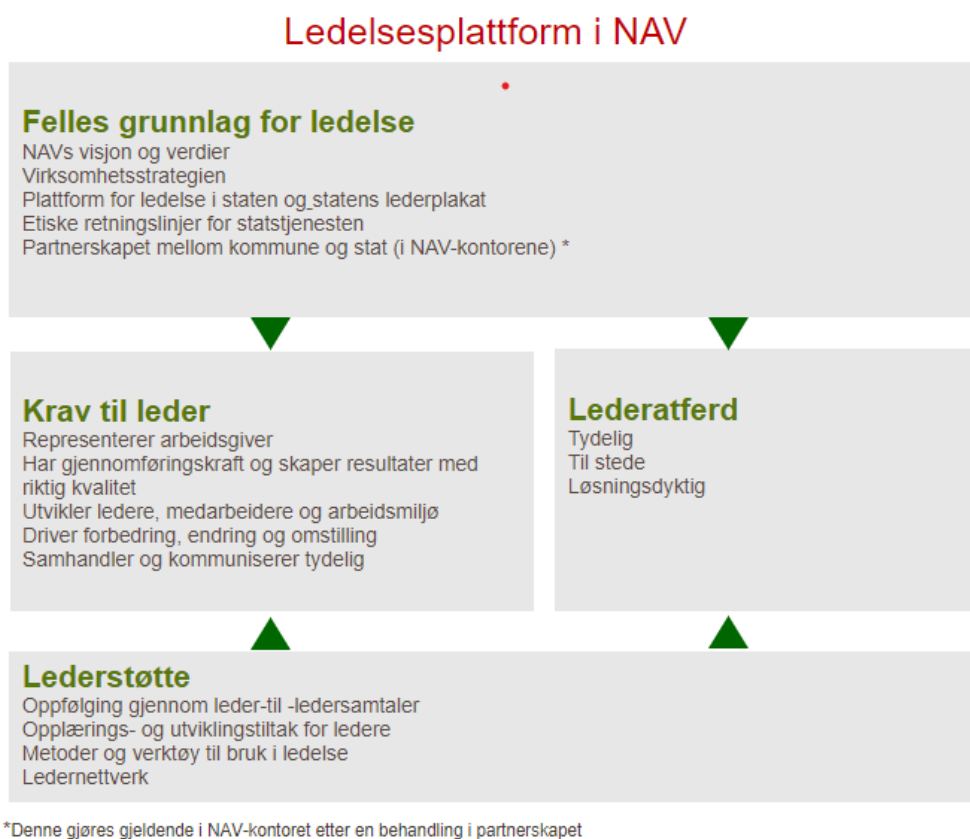 Ledelsesplattform i NAV
Felles grunnlag for ledelse
NAVs visjon og verdier
Virksomhetsstrategien
Plattform for ledelse i staten og statens lederplakat
Etiske retningslinjer for statstjenesten
Partnerskapet mellom kommune og stat (i NAV-kontorene) *
Krav til leder
Representerer arbeidsgiver
Har gjennomføringskraft og skaper resultater med
riktig kvalitet
Utvikler ledere, medarbeidere og arbeidsmiljø
Driver forbedring, endring og omstilling
Samhandler og kommuniserer tydelig
Lederatferd
Tydelig
Til stede
Løsningsdyktig
Lederstøtte
Oppfølging gjennom leder-til -ledersamtaler
Opplærings- og utviklingstiltak for ledere
Metoder og verktøy til bruk i ledelse
Ledernettverk
*Denne gjøres gjeldende i NAV-kontoret etter en behandling i partnerskapet